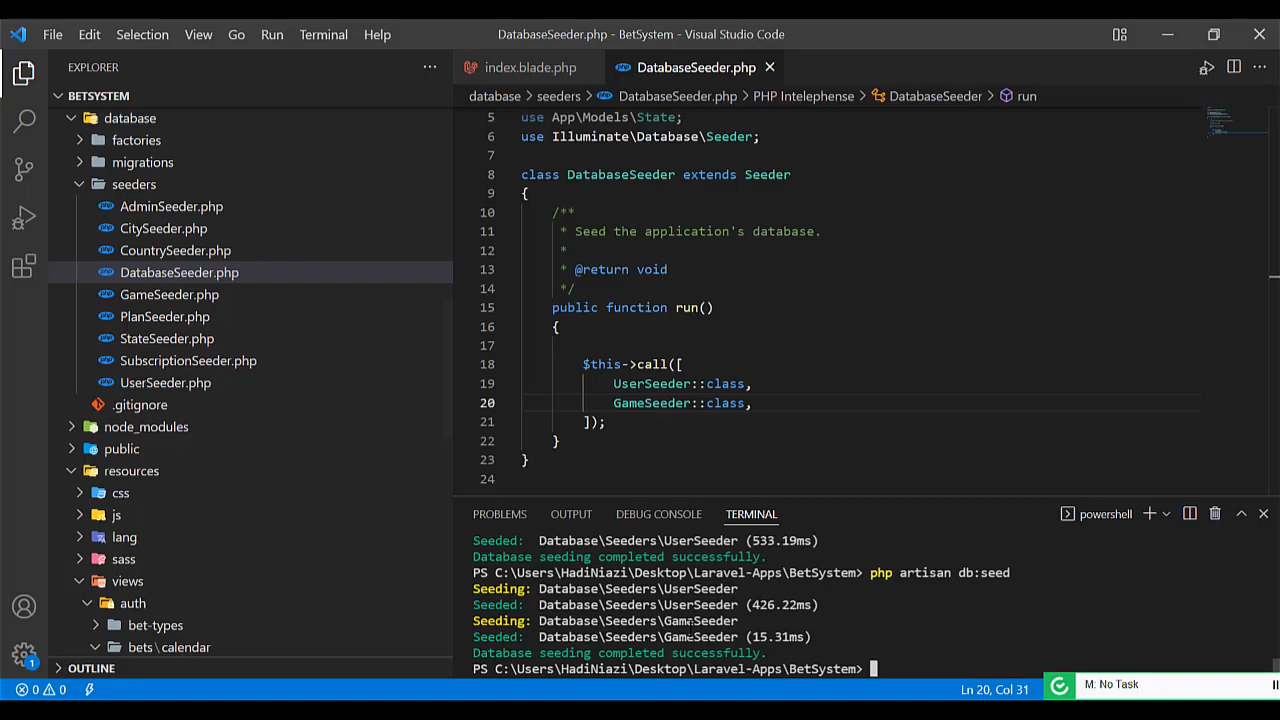 File Edit Selection View Go Run Terminal Help DatabaseSeeder.php - BetSystem - Visual Studio Code
EXPLORER
BETSYSTEM
database
factories
migrations
seeders
AdminSeeder.php
CitySeeder.php
CountrySeeder.php
DatabaseSeeder.php
GameSeeder.php
PlanSeeder.php
StateSeeder.php
SubscriptionSeeder.php
UserSeeder.php
.gitignore
node_modules
public
resources
css
js
lang
sass
views
auth
bet-types
bets\calendar
OUTLINE
index.blade.php DatabaseSeeder.php
database > seeders > DatabaseSeeder.php > PHP Intelephense > DatabaseSeeder > run
5 use App\Models\State;
6 use Illuminate\Database\Seeder;
7
8 class DatabaseSeeder extends Seeder
9 {
10 /**
11 * Seed the application's database.
12 *
13 * @return void
14 */
15 public function run()
16 {
17
18 $this->call([
19 UserSeeder::class,
20 GameSeeder::class,
21 ]);
22 }
23 }
24
PROBLEMS OUTPUT DEBUG CONSOLE TERMINAL powershell
Seeded: Database\Seeders\UserSeeder (533.19ms)
Database seeding completed successfully.
PS C:\Users\HadiNiazi\Desktop\Laravel-Apps\BetSystem> php artisan db:seed
Seeding: Database\Seeders\UserSeeder
Seeded: Database\Seeders\UserSeeder (426.22ms)
Seeding: Database\Seeders\GameSeeder
Seeded: Database\Seeders\GameSeeder (15.31ms)
Database seeding completed successfully.
PS C:\Users\HadiNiazi\Desktop\Laravel-Apps\BetSystem>
1
0 0 Ln 20, Col 31
M: No Task